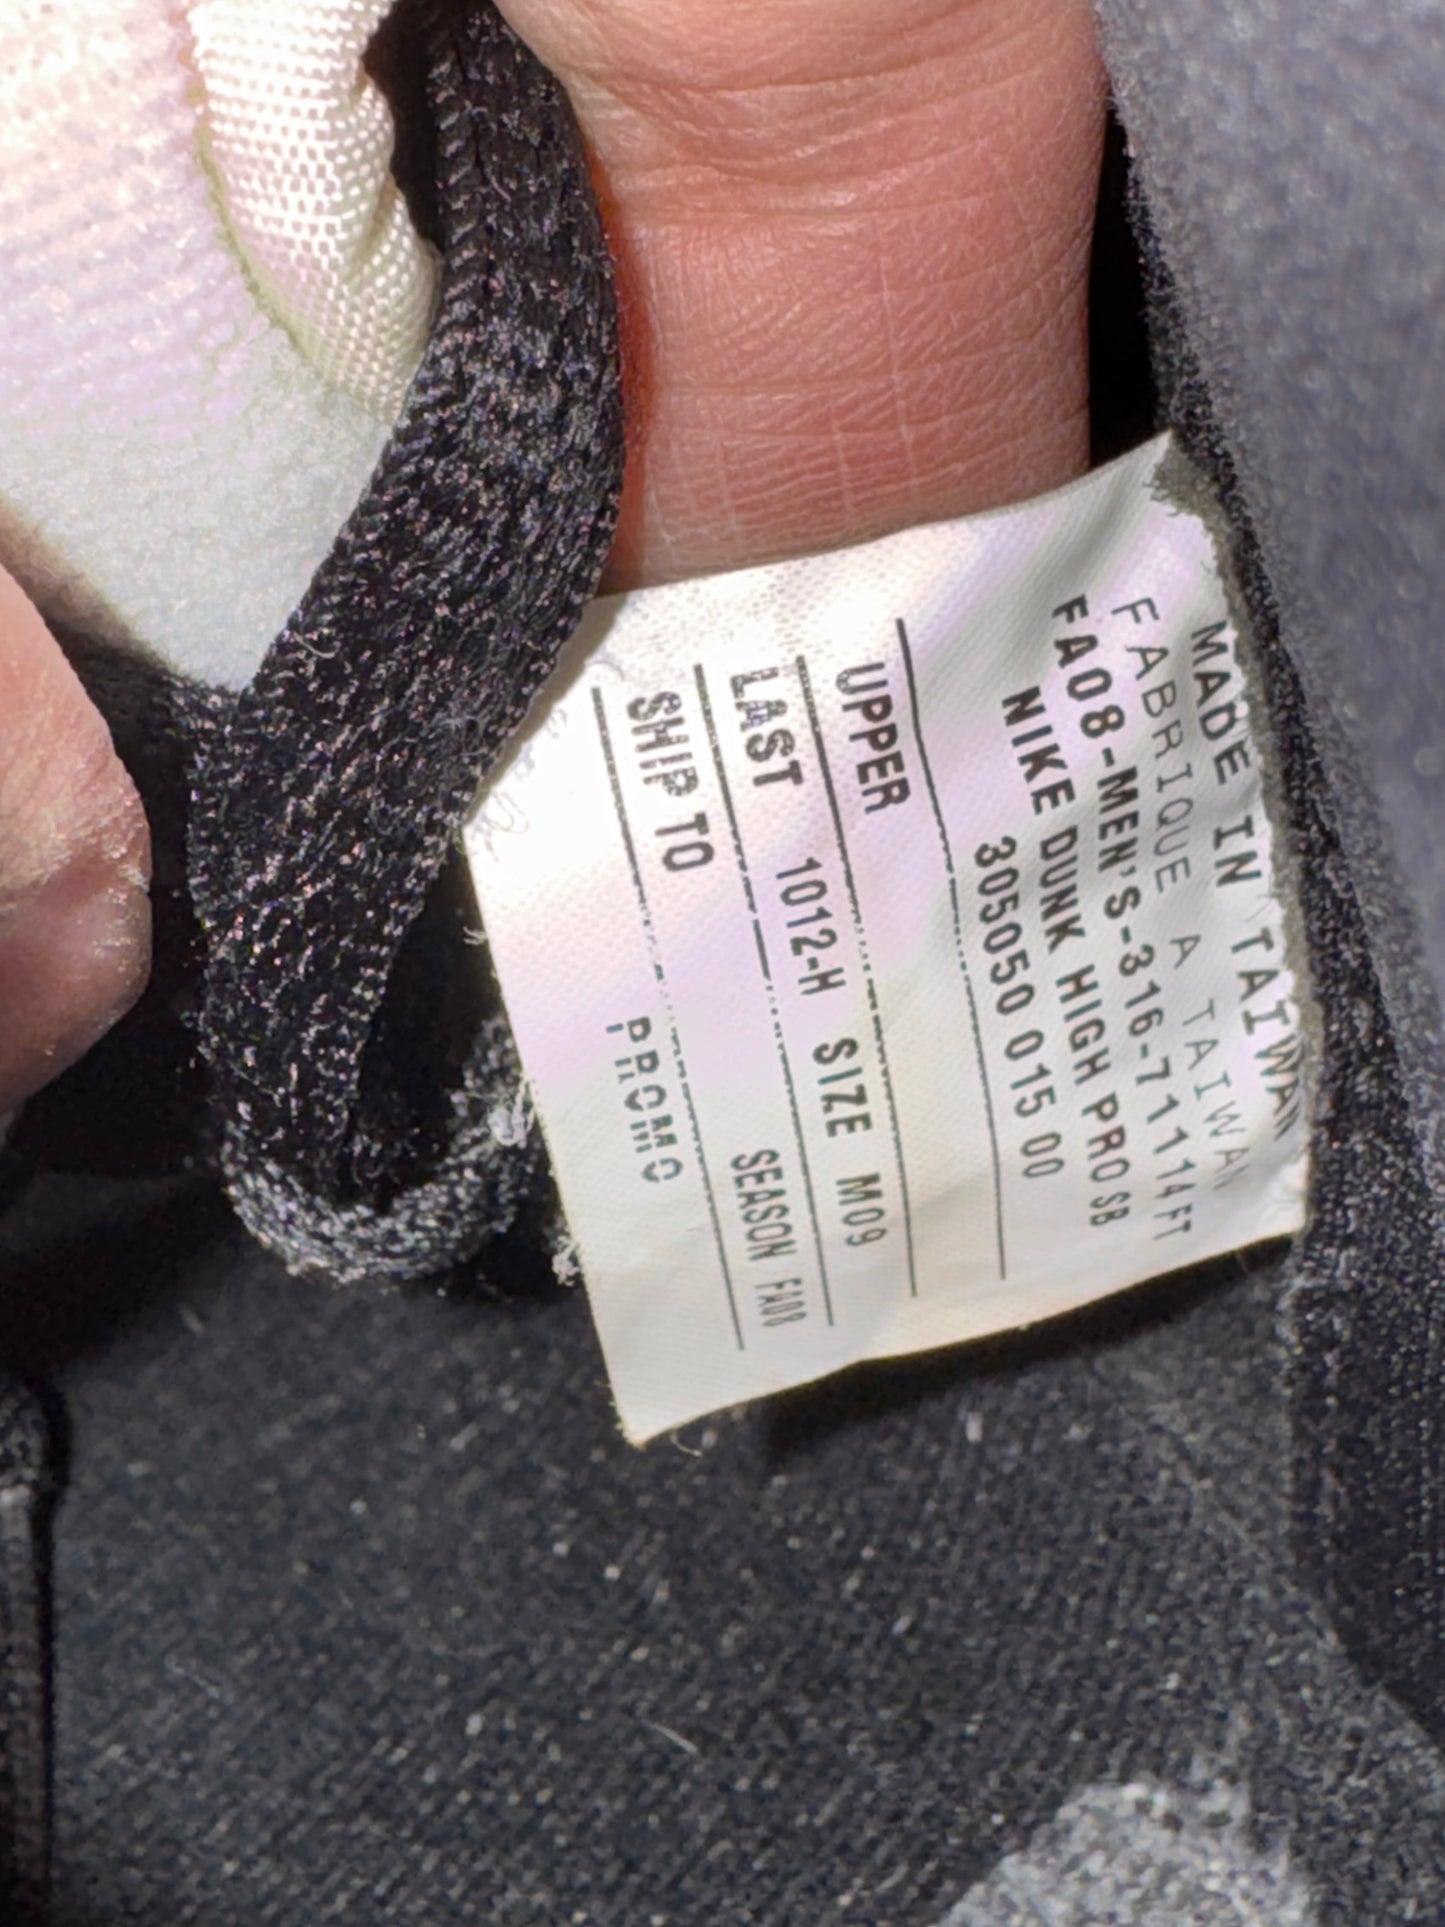 MADE IN TAIWAN
FABRIQUE A TAIWAN
FA08-MEN'S-316-71114FT
NIKE DUNK HIGH PRO SB
305050 015 00
UPPER
LAST 1012-H SIZE M09
SHIP TO SEASON FA08
PROMO